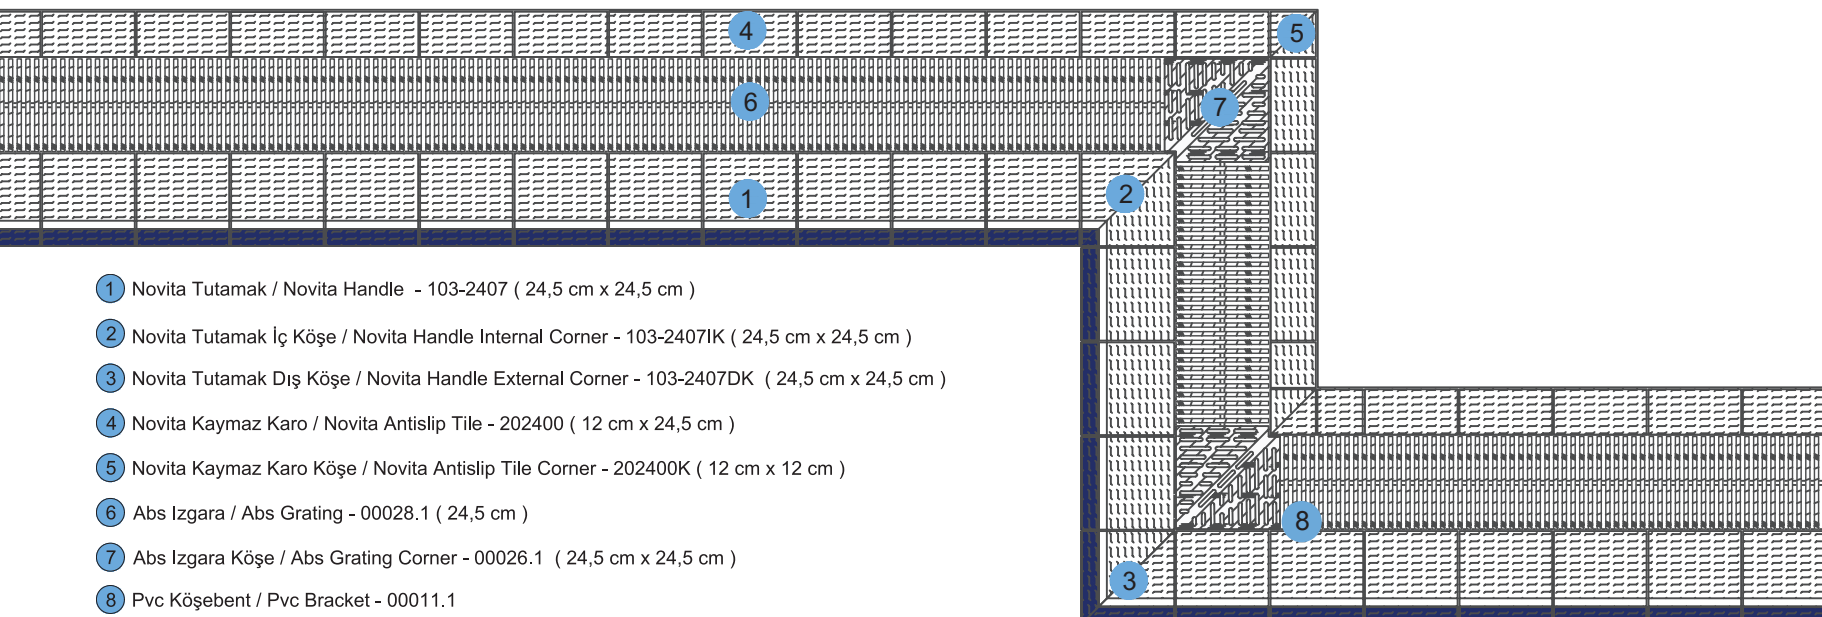 4
5
6
7
1
2
1 Novita Tutamak / Novita Handle - 103-2407 ( 24,5 cm x 24,5 cm )
2 Novita Tutamak İç Köşe / Novita Handle Internal Corner - 103-2407IK ( 24,5 cm x 24,5 cm )
3 Novita Tutamak Dış Köşe / Novita Handle External Corner - 103-2407DK ( 24,5 cm x 24,5 cm )
4 Novita Kaymaz Karo / Novita Antislip Tile - 202400 ( 12 cm x 24,5 cm )
5 Novita Kaymaz Karo Köşe / Novita Antislip Tile Corner - 202400K ( 12 cm x 12 cm )
6 Abs Izgara / Abs Grating - 00028.1 ( 24,5 cm )
7 Abs Izgara Köşe / Abs Grating Corner - 00026.1 ( 24,5 cm x 24,5 cm )
8 Pvc Köşebent / Pvc Bracket - 00011.1
8
3